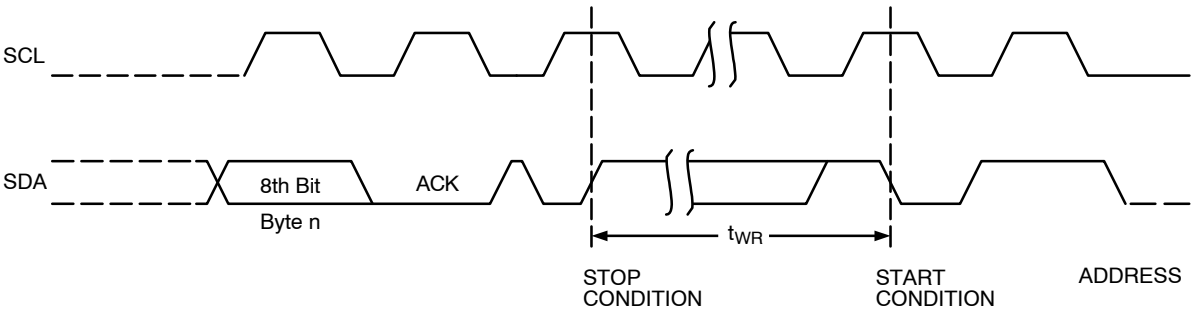 SCL
SDA
8th Bit
Byte n
ACK
tWR
STOP
CONDITION
START
CONDITION
ADDRESS